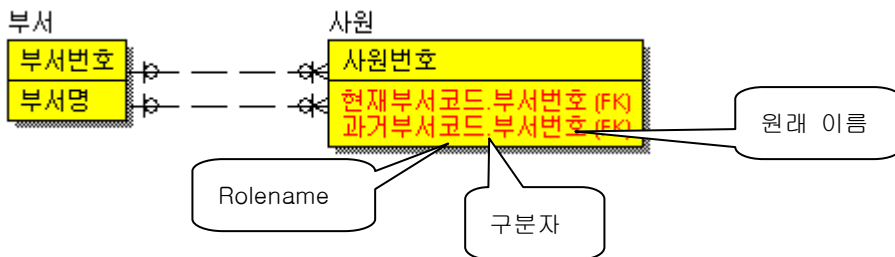 부서
사원
부서번호
부서명
사원번호
현재부서코드.부서번호 (FK)
과거부서코드.부서번호 (FK)
원래 이름
Rolename
구분자